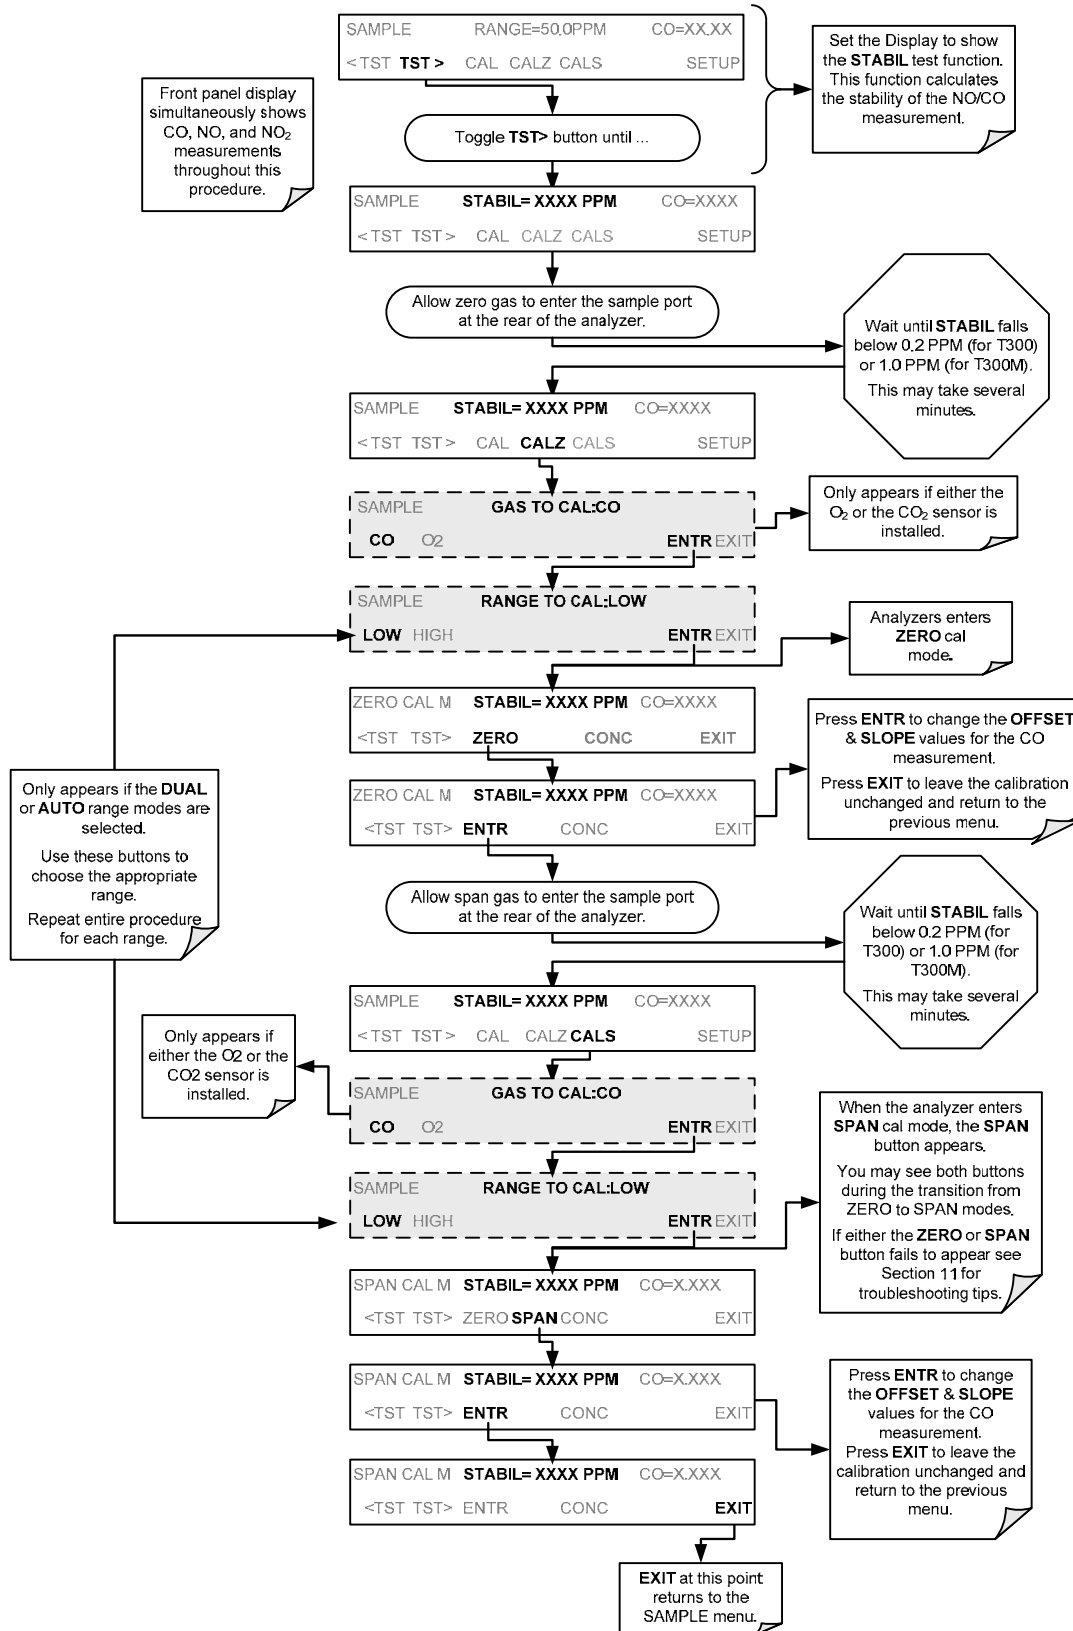 SAMPLE RANGE=50.0PPM CO=XX.XX
< TST TST > CAL CALZ CALS SETUP
Set the Display to show
the STABIL test function.
This function calculates
the stability of the NO/CO
measurement.
Front panel display
simultaneously shows
CO, NO, and NO2
measurements
throughout this
procedure.
Toggle TST> button until ...
SAMPLE STABIL= XXXX PPM CO=XXXX
< TST TST > CAL CALZ CALS SETUP
Allow zero gas to enter the sample port
at the rear of the analyzer.
Wait until STABIL falls
below 0.2 PPM (for T300)
or 1.0 PPM (for T300M).
This may take several
minutes.
SAMPLE STABIL= XXXX PPM CO=XXXX
< TST TST > CAL CALZ CALS SETUP
SAMPLE GAS TO CAL:CO
CO O2 ENTR EXIT
Only appears if either the
O2 or the CO2 sensor is
installed.
SAMPLE RANGE TO CAL:LOW
LOW HIGH ENTR EXIT
Analyzers enters
ZERO cal
mode.
ZERO CAL M STABIL= XXXX PPM CO=XXXX
<TST TST> ZERO CONC EXIT
Press ENTR to change the OFFSET
& SLOPE values for the CO
measurement.
Press EXIT to leave the calibration
unchanged and return to the
previous menu.
Only appears if the DUAL
or AUTO range modes are
selected.
Use these buttons to
choose the appropriate
range.
Repeat entire procedure
for each range.
ZERO CAL M STABIL= XXXX PPM CO=XXXX
<TST TST> ENTR CONC EXIT
Allow span gas to enter the sample port
at the rear of the analyzer.
Wait until STABIL falls
below 0.2 PPM (for
T300) or 1.0 PPM (for
T300M).
This may take several
minutes.
SAMPLE STABIL= XXXX PPM CO=XXXX
< TST TST > CAL CALZ CALS SETUP
Only appears if
either the O2 or the
CO2 sensor is
installed.
SAMPLE GAS TO CAL:CO
CO O2 ENTR EXIT
When the analyzer enters
SPAN cal mode, the SPAN
button appears.
You may see both buttons
during the transition from
ZERO to SPAN modes.
If either the ZERO or SPAN
button fails to appear see
Section 11 for
troubleshooting tips.
SAMPLE RANGE TO CAL:LOW
LOW HIGH ENTR EXIT
SPAN CAL M STABIL= XXXX PPM CO=X.XXX
<TST TST> ZERO SPAN CONC EXIT
SPAN CAL M STABIL= XXXX PPM CO=X.XXX
<TST TST> ENTR CONC EXIT
Press ENTR to change
the OFFSET & SLOPE
values for the CO
measurement.
Press EXIT to leave the
calibration unchanged and
return to the previous
menu.
SPAN CAL M STABIL= XXXX PPM CO=X.XXX
<TST TST> ENTR CONC EXIT
EXIT at this point
returns to the
SAMPLE menu.